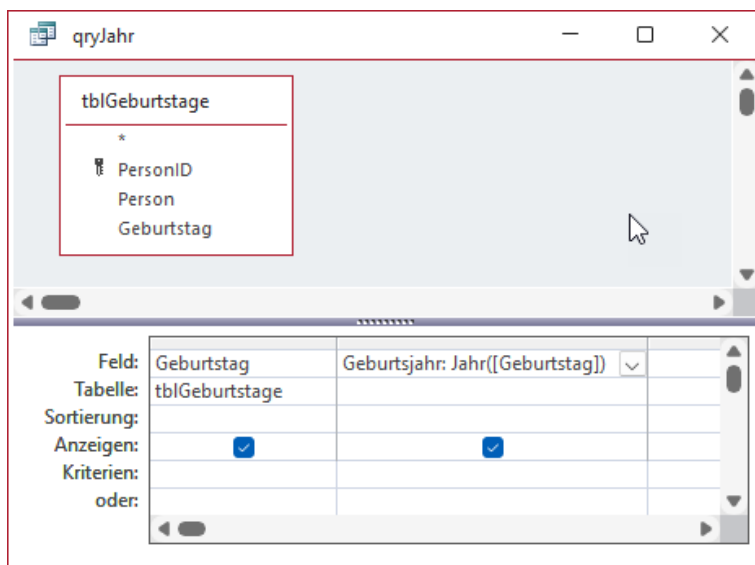 qryJahr
tblGeburtstage
*
PersonID
Person
Geburtstag
Feld: Geburtstag Geburtsjahr: Jahr([Geburtstag])
Tabelle: tblGeburtstage
Sortierung:
Anzeigen:
Kriterien:
oder: